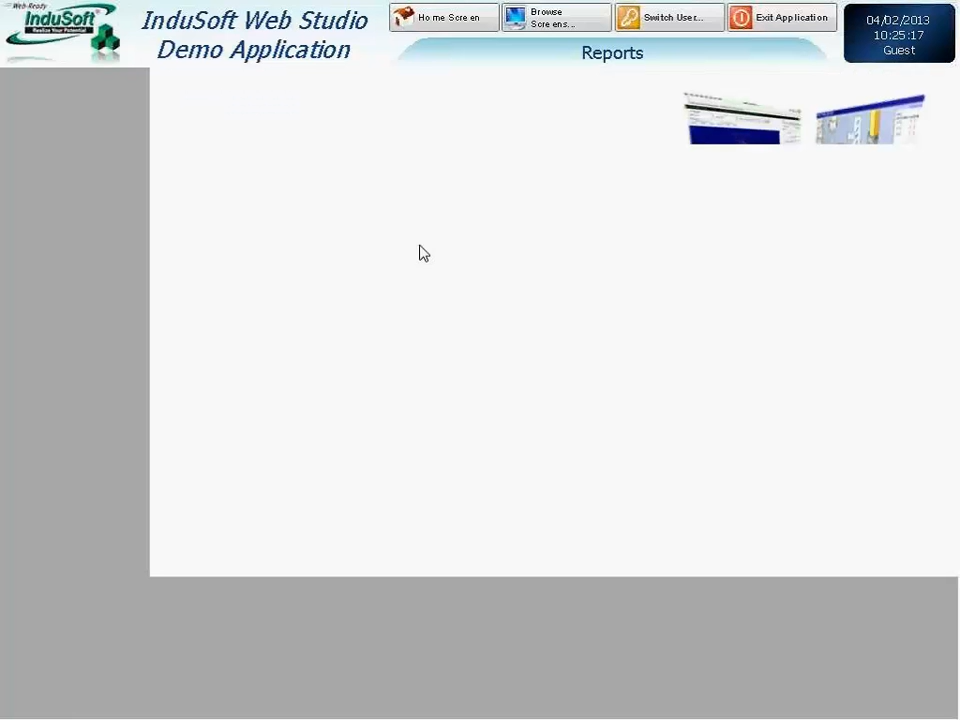 Web-Ready
InduSoft
Realize Your Potential
InduSoft Web Studio
Demo Application
Home Screen
Browse
Screens...
Switch User...
Exit Application
Reports
04/02/2013
10:25:17
Guest